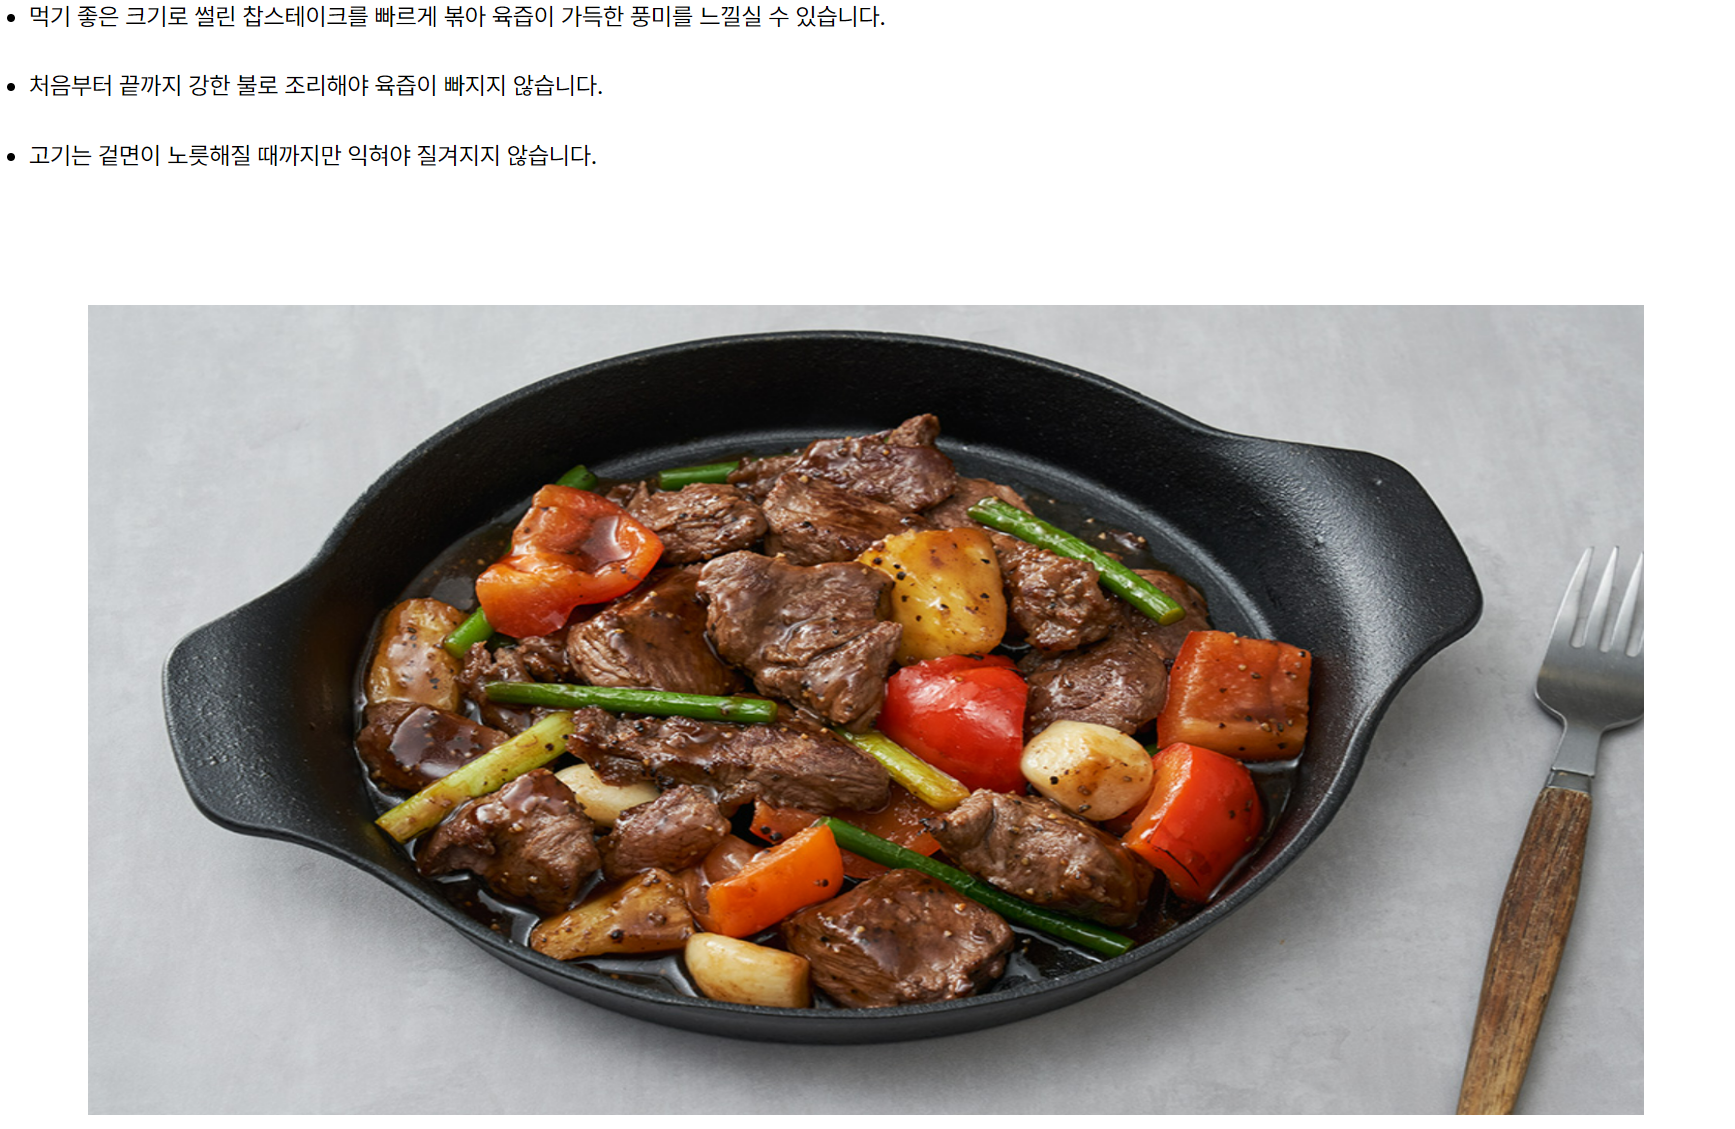 먹기 좋은 크기로 썰린 찹스테이크를 빠르게 볶아 육즙이 가득한 풍미를 느낄실 수 있습니다.
처음부터 끝까지 강한 불로 조리해야 육즙이 빠지지 않습니다.
고기는 겉면이 노릇해질 때까지만 익혀야 질겨지지 않습니다.